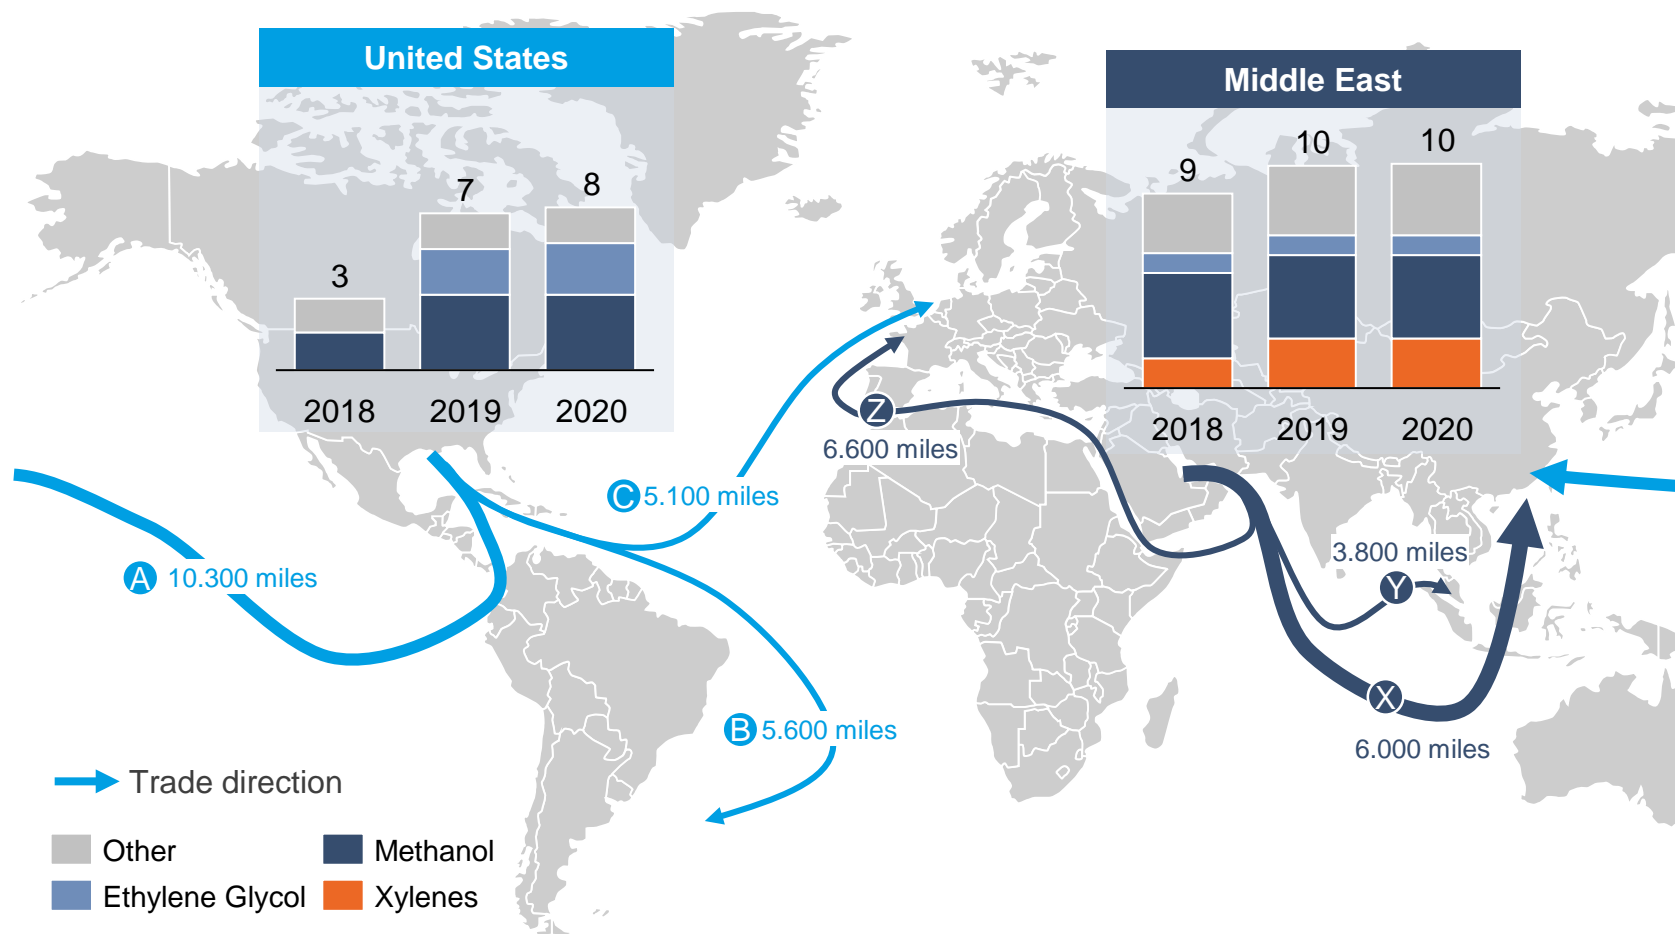 United States
3
7
8
2018
2019
2020
Middle East
9
10
10
2018
2019
2020
Z
6.600 miles
C 5.100 miles
A 10.300 miles
3.800 miles
Y
X
6.000 miles
B 5.600 miles
Trade direction
Other
Methanol
Ethylene Glycol
Xylenes